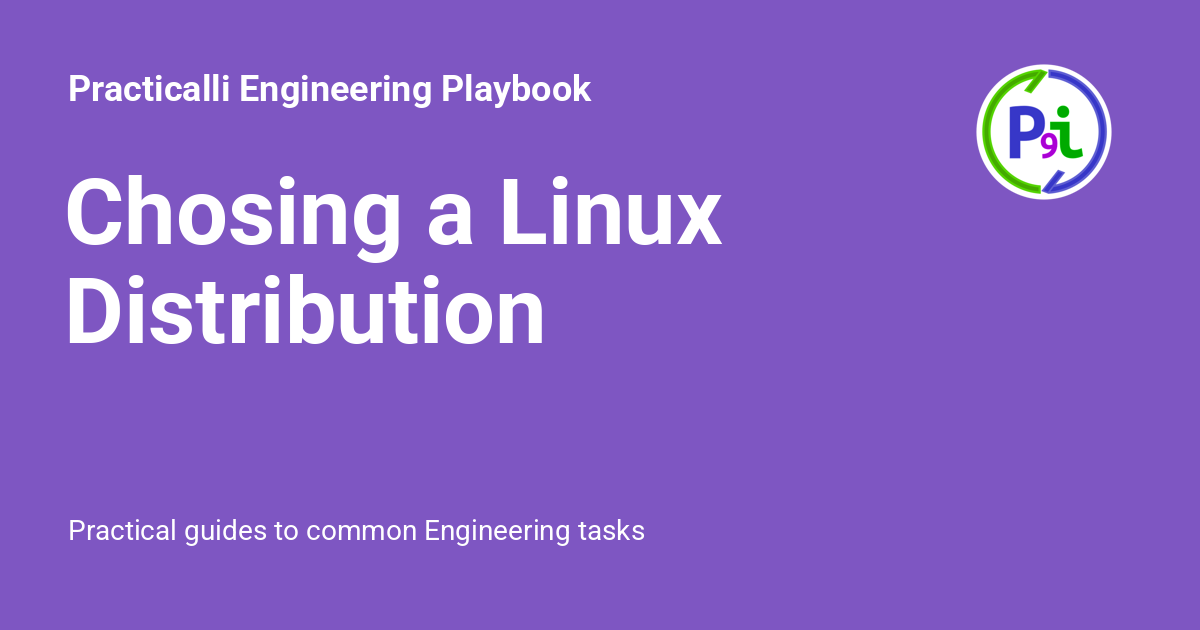 Practicalli Engineering Playbook
P9i
Chosing a Linux
Distribution
Practical guides to common Engineering tasks